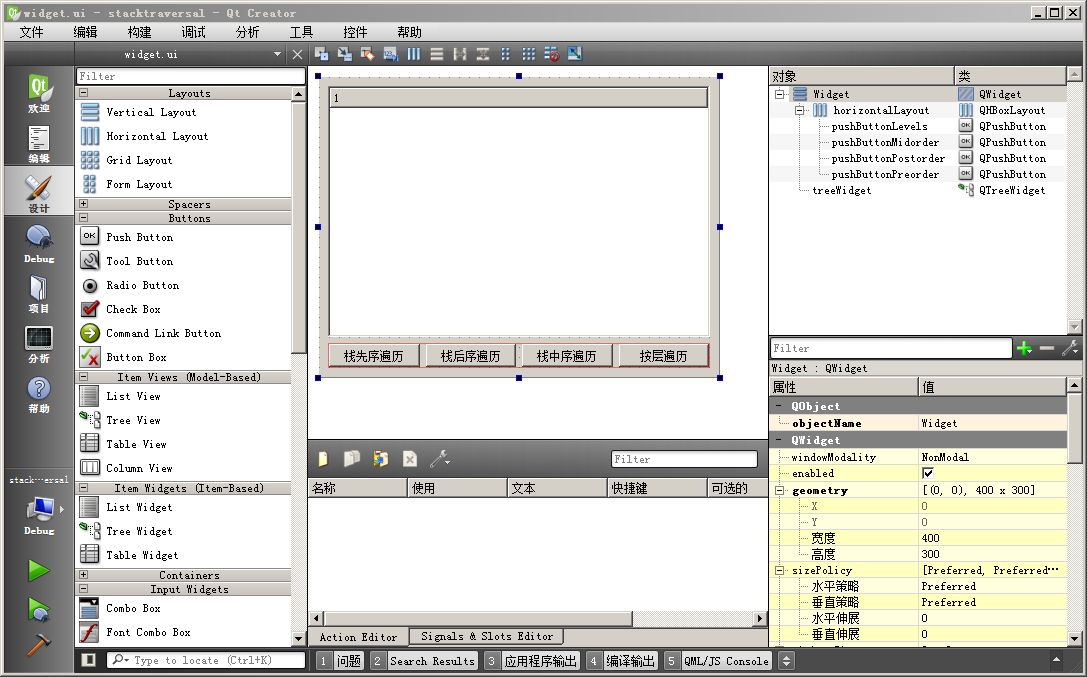 widget.ui - stacktraversal - Qt Creator
文件 编辑 构建 调试 分析 工具 控件 帮助
widget.ui
欢迎
编辑
设计
Debug
项目
分析
帮助
stack···ersal
Debug
Filter
Layouts
Vertical Layout
Horizontal Layout
Grid Layout
Form Layout
Spacers
Buttons
OK Push Button
Tool Button
Radio Button
Check Box
Command Link Button
Button Box
Item Views (Model-Based)
List View
Tree View
Table View
Column View
Item Widgets (Item-Based)
List Widget
Tree Widget
Table Widget
Containers
Input Widgets
Combo Box
Font Combo Box
1
栈先序遍历 栈后序遍历 栈中序遍历 按层遍历
Filter
名称 使用 文本 快捷键 可选的
Action Editor Signals & Slots Editor
对象 类
Widget QWidget
horizontalLayout QHBoxLayout
pushButtonLevels OK QPushButton
pushButtonMidorder OK QPushButton
pushButtonPostorder OK QPushButton
pushButtonPreorder OK QPushButton
treeWidget QTreeWidget
Filter
Widget : QWidget
属性 值
QObject
objectName Widget
QWidget
windowModality NonModal
enabled
geometry [(0, 0), 400 x 300]
X 0
Y 0
宽度 400
高度 300
sizePolicy [Preferred, Preferred···
水平策略 Preferred
垂直策略 Preferred
水平伸展 0
垂直伸展 0
Type to locate (Ctrl+K) 1 问题 2 Search Results 3 应用程序输出 4 编译输出 5 QML/JS Console